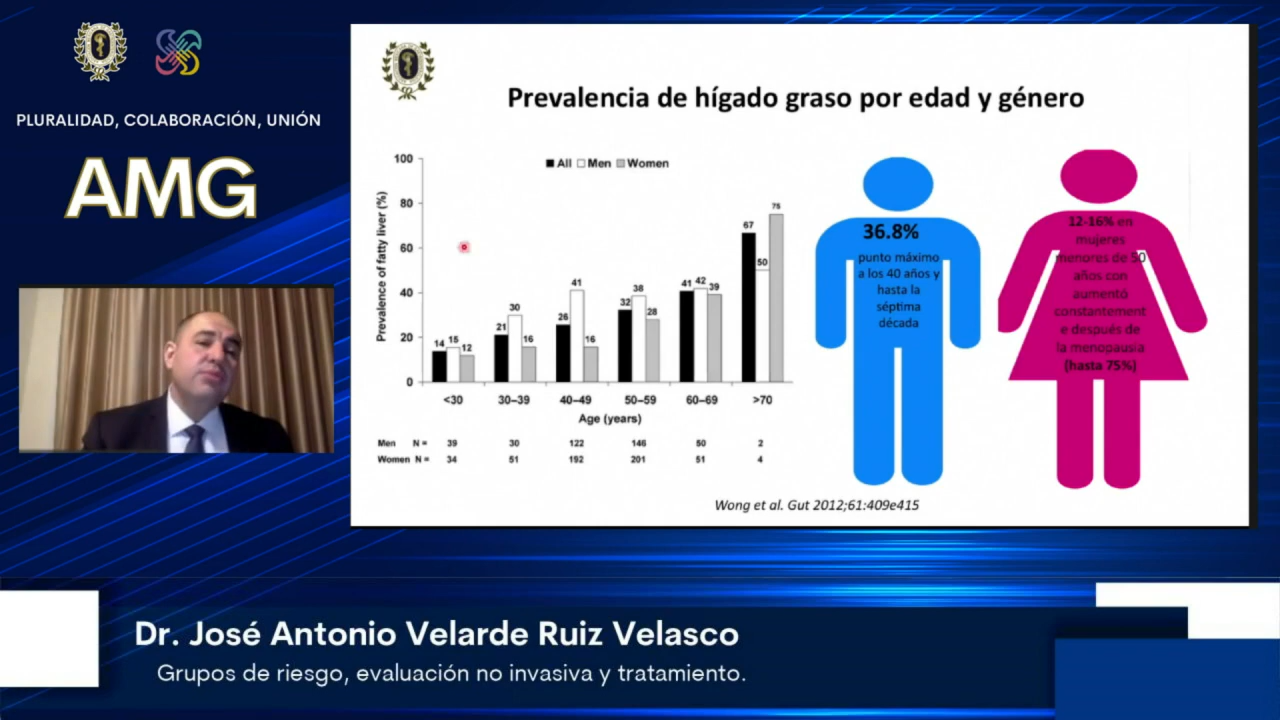 PLURALIDAD, COLABORACIÓN, UNIÓN
AMG
Prevalencia de hígado graso por edad y género
All Men Women
Prevalence of fatty liver (%)
100
80
60
40
20
0
14 15 12
21 30 16
26 41 16
32 38 28
41 42 39
67 50 75
<30 30–39 40–49 50–59 60–69 >70
Age (years)
Men N = 39 30 122 146 50 2
Women N = 34 51 192 201 51 4
36.8%
punto máximo
a los 40 años y
hasta la
séptima
década
12-16% en
mujeres
menores de 50
años con
aumentó
constantement
e después de
la menopausia
(hasta 75%)
Wong et al. Gut 2012;61:409e415
Dr. José Antonio Velarde Ruiz Velasco
Grupos de riesgo, evaluación no invasiva y tratamiento.